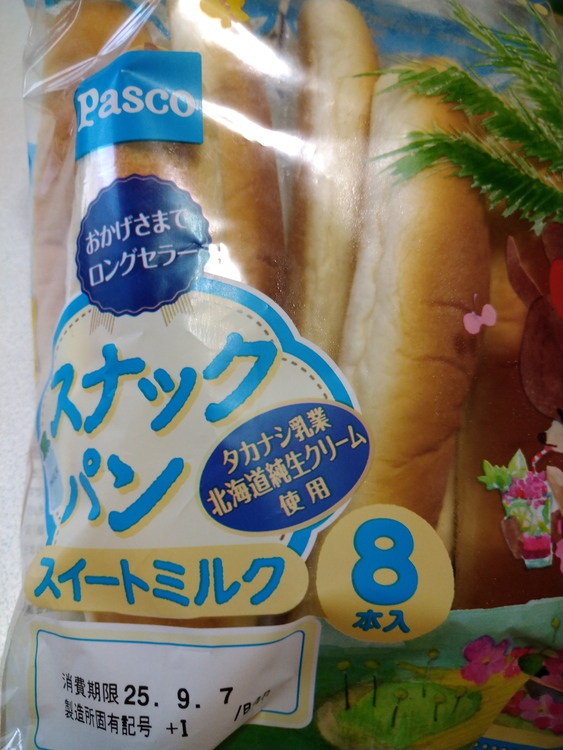 Pasco
おかげさまで
ロングセラー
スナック
パン
タカナシ乳業
北海道純生クリーム
使用
スイートミルク
8
本入
消費期限 25. 9. 7
製造所固有記号 +I